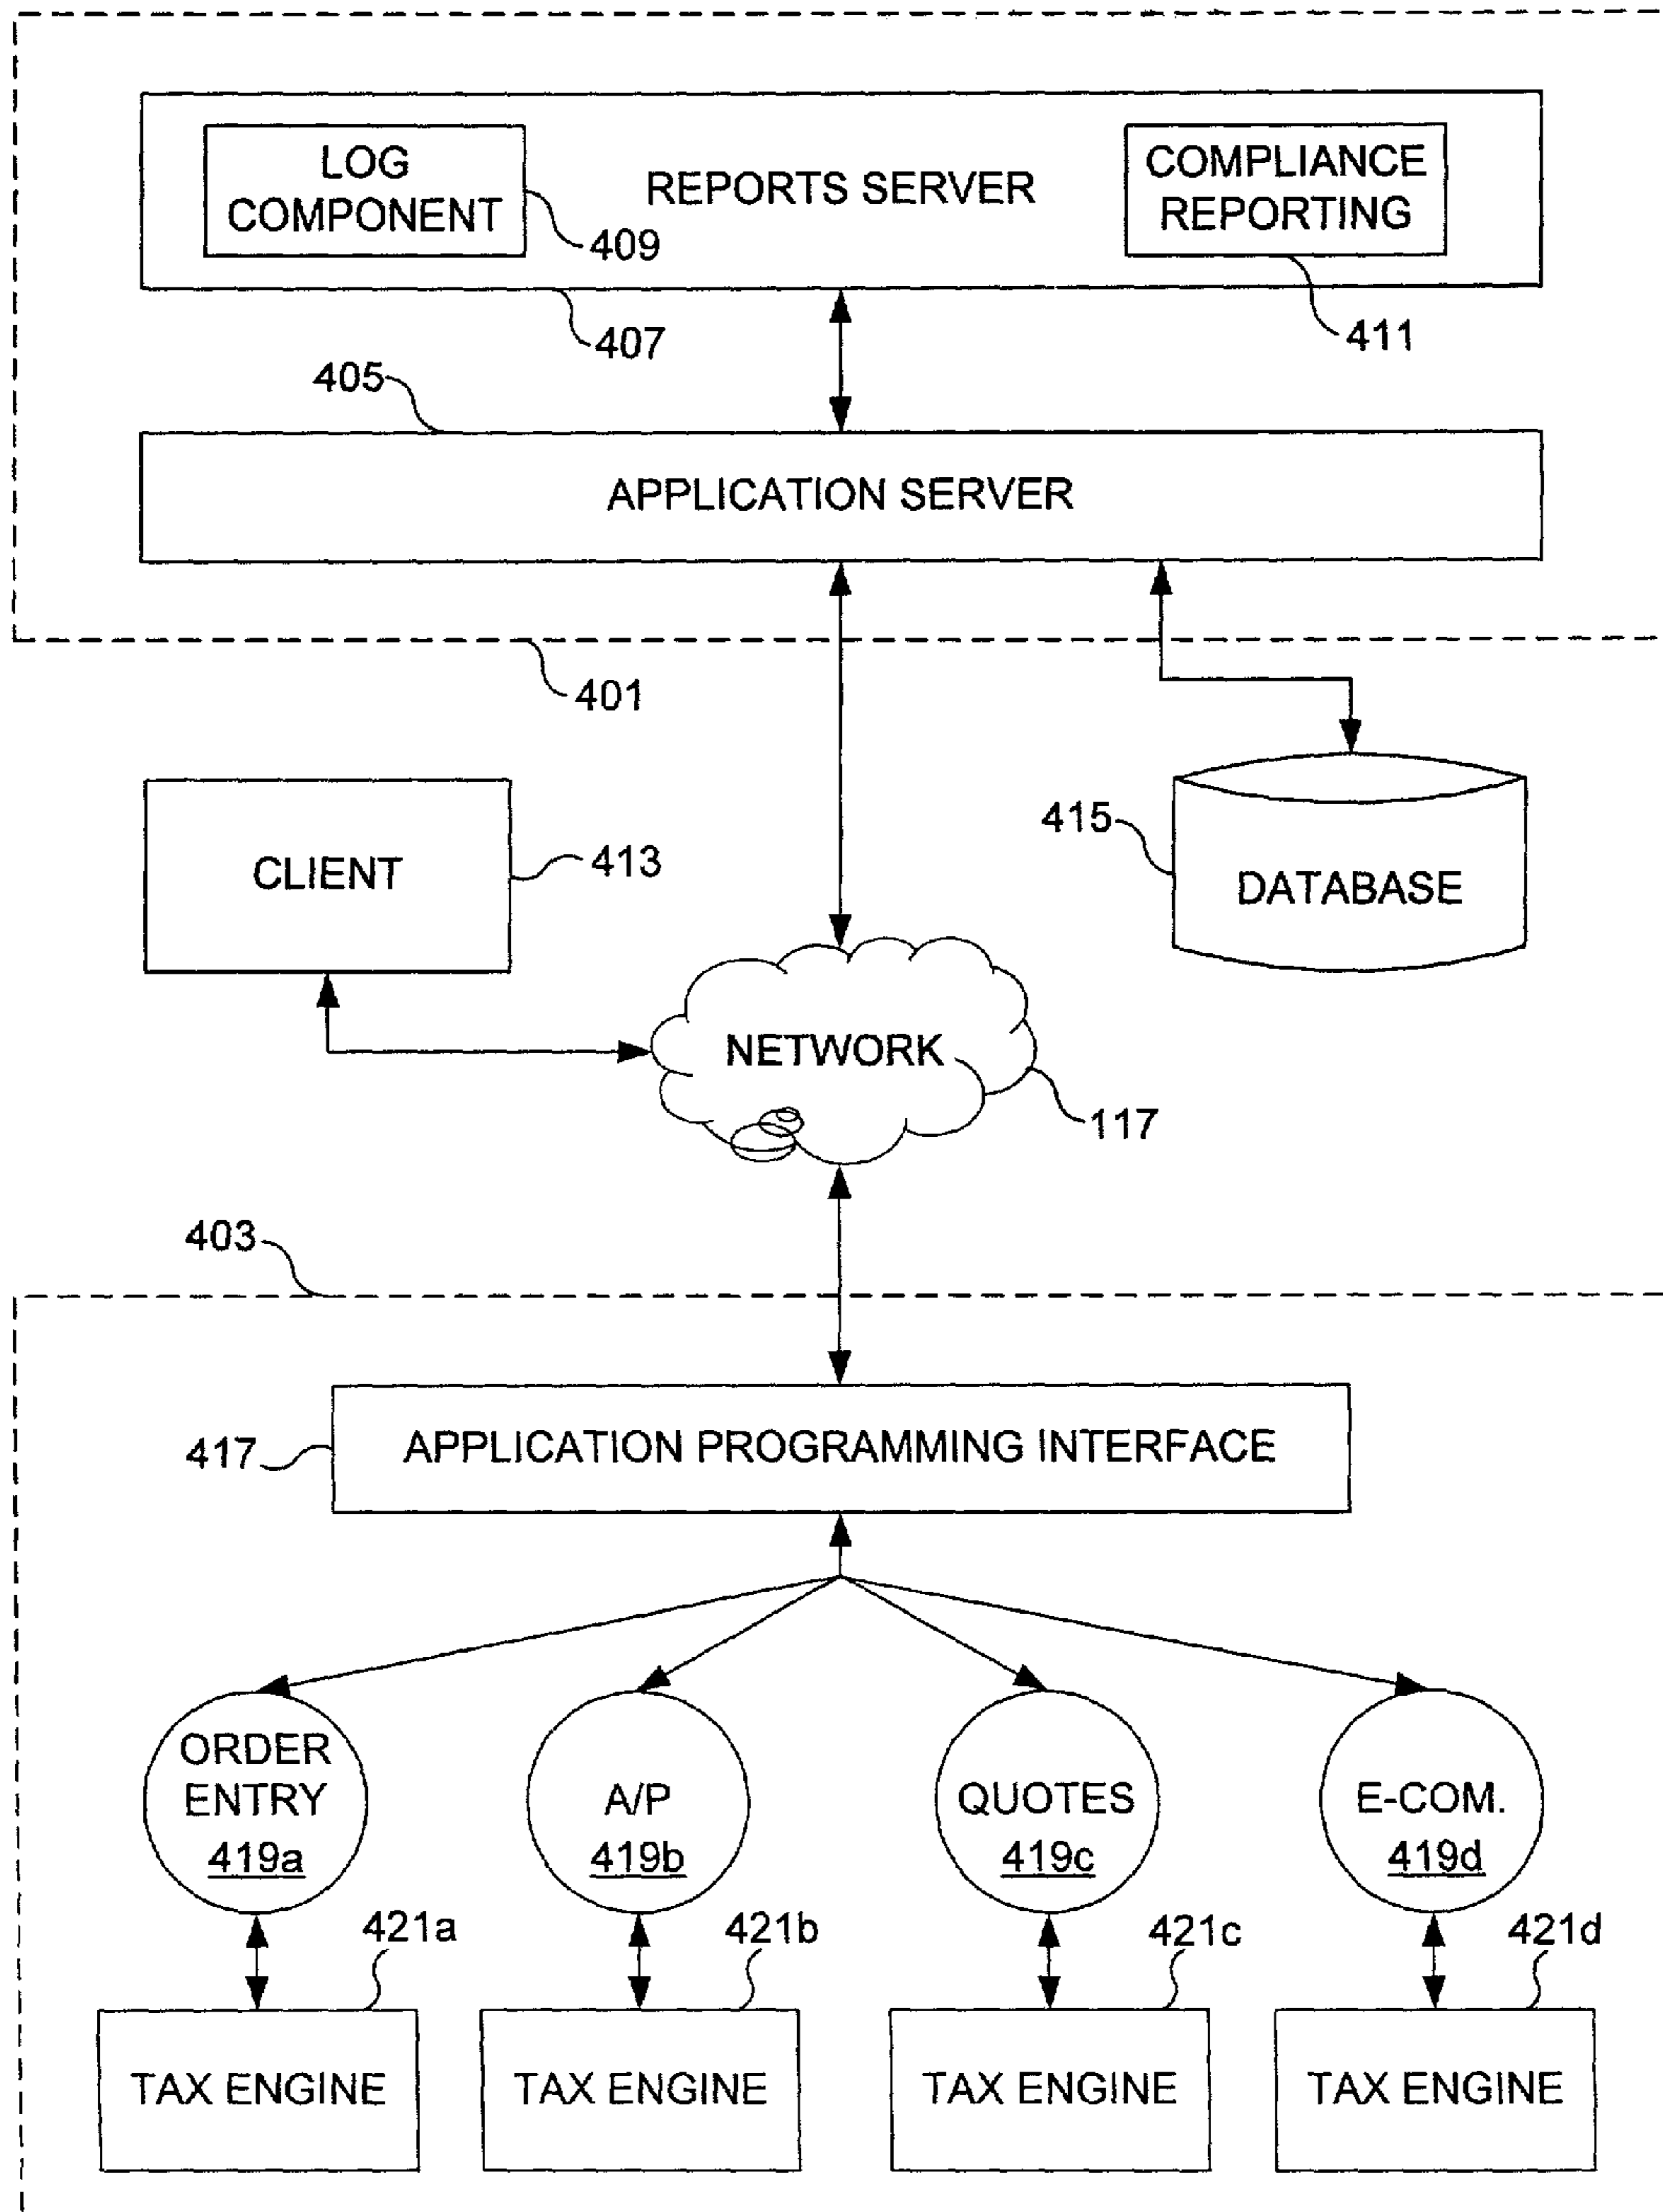 LOG
COMPONENT
409
REPORTS SERVER
COMPLIANCE
REPORTING
411
407
405
APPLICATION SERVER
401
CLIENT
413
415
DATABASE
NETWORK
117
403
417
APPLICATION PROGRAMMING INTERFACE
ORDER
ENTRY
419a
A/P
419b
QUOTES
419c
E-COM.
419d
421a
421b
421c
421d
TAX ENGINE
TAX ENGINE
TAX ENGINE
TAX ENGINE